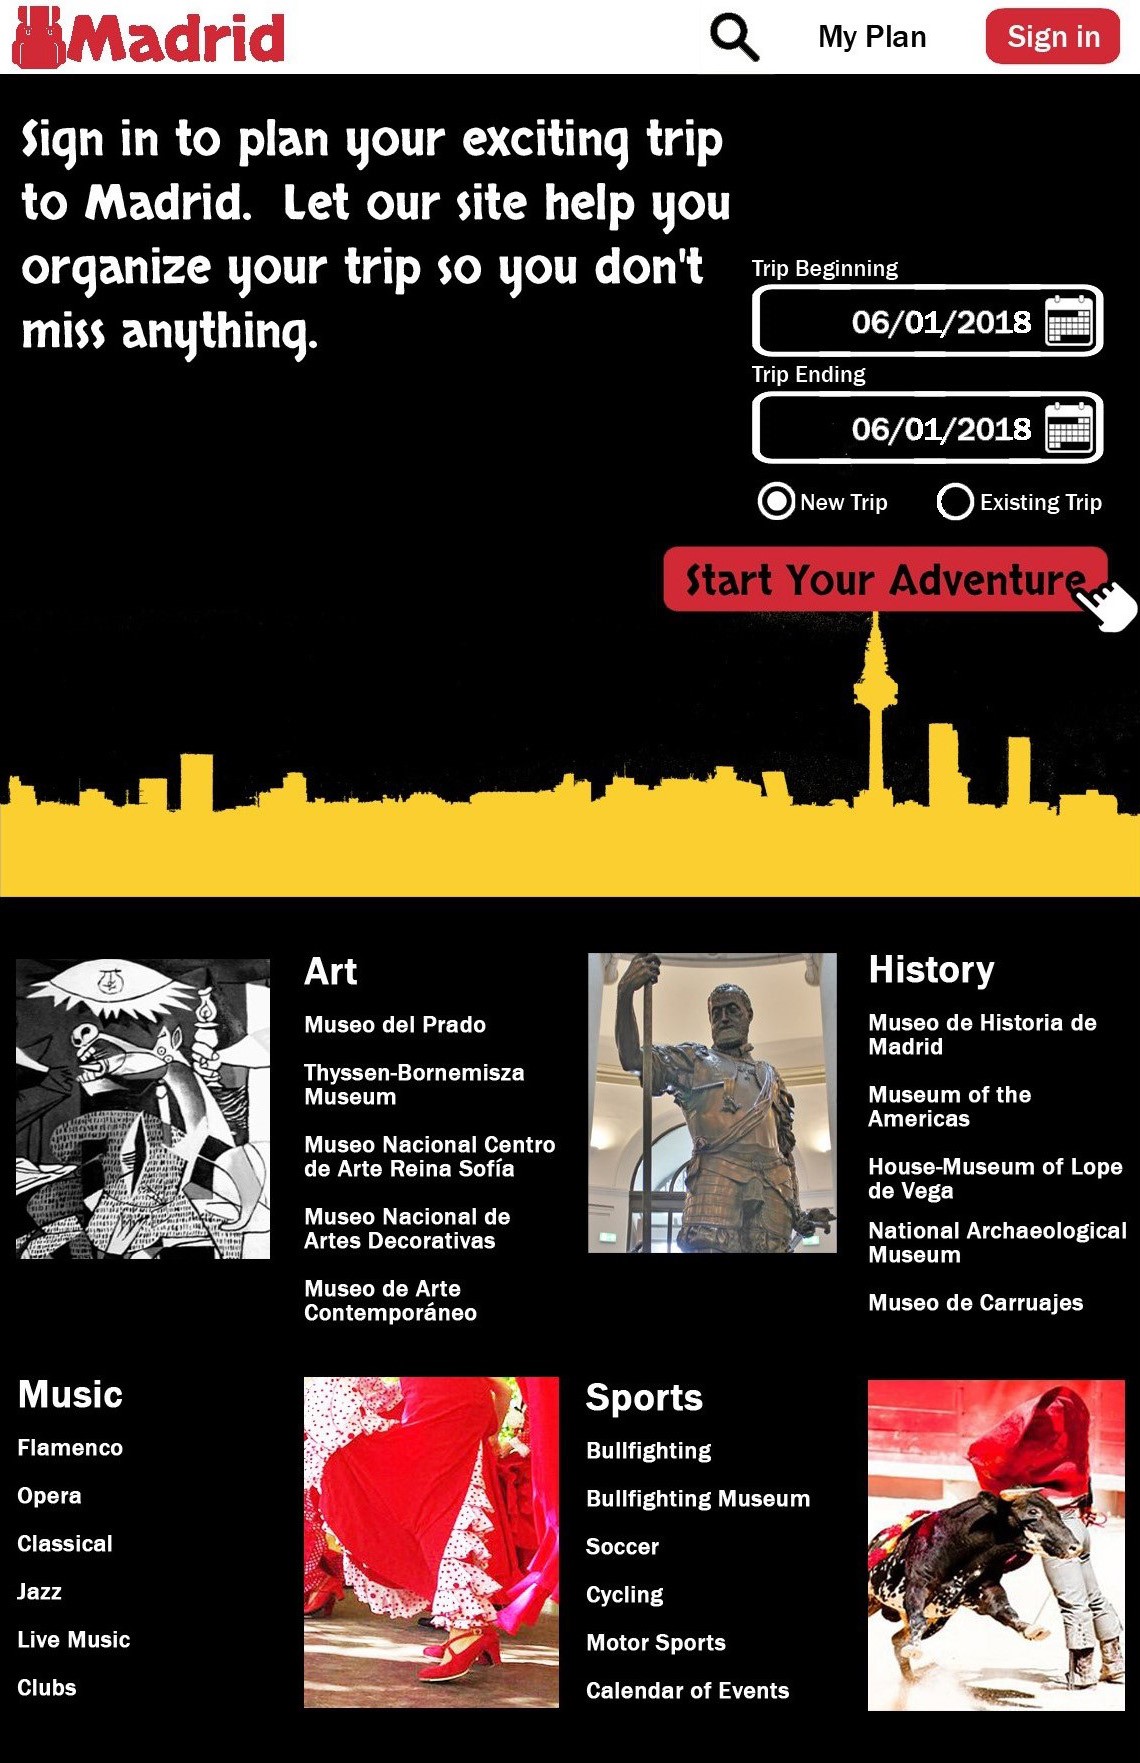 Madrid
My Plan
Sign in
Sign in to plan your exciting trip
to Madrid.  Let our site help you
organize your trip so you don't
miss anything.
Trip Beginning
06/01/2018
Trip Ending
06/01/2018
New Trip
Existing Trip
Start Your Adventure
Art
Museo del Prado
Thyssen-Bornemisza
Museum
Museo Nacional Centro
de Arte Reina Sofía
Museo Nacional de
Artes Decorativas
Museo de Arte
Contemporáneo
History
Museo de Historia de
Madrid
Museum of the
Americas
House-Museum of Lope
de Vega
National Archaeological
Museum
Museo de Carruajes
Music
Flamenco
Opera
Classical
Jazz
Live Music
Clubs
Sports
Bullfighting
Bullfighting Museum
Soccer
Cycling
Motor Sports
Calendar of Events